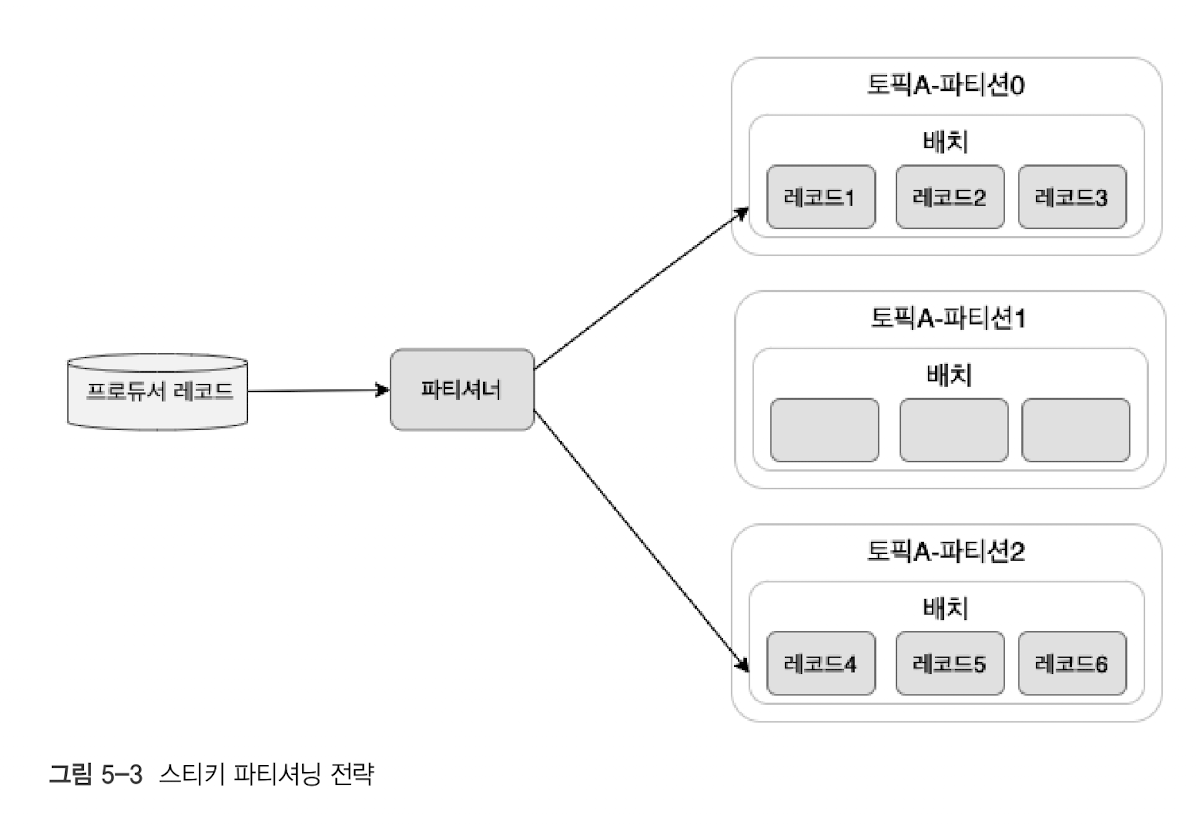 토픽A-파티션0
배치
레코드1 레코드2 레코드3
토픽A-파티션1
배치
프로듀서 레코드
파티셔너
토픽A-파티션2
배치
레코드4 레코드5 레코드6
그림 5-3 스티키 파티셔닝 전략